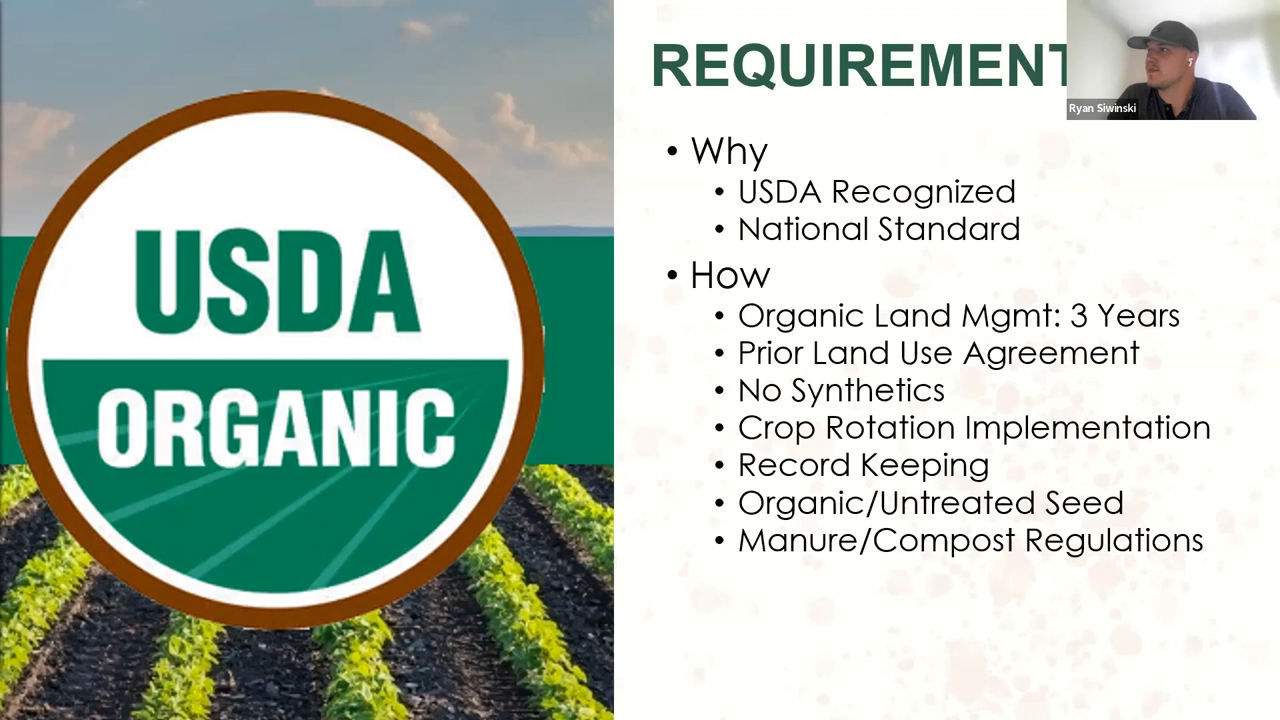 USDA
ORGANIC
REQUIREMENT
Ryan Siwinski
• Why
• USDA Recognized
• National Standard
• How
• Organic Land Mgmt: 3 Years
• Prior Land Use Agreement
• No Synthetics
• Crop Rotation Implementation
• Record Keeping
• Organic/Untreated Seed
• Manure/Compost Regulations